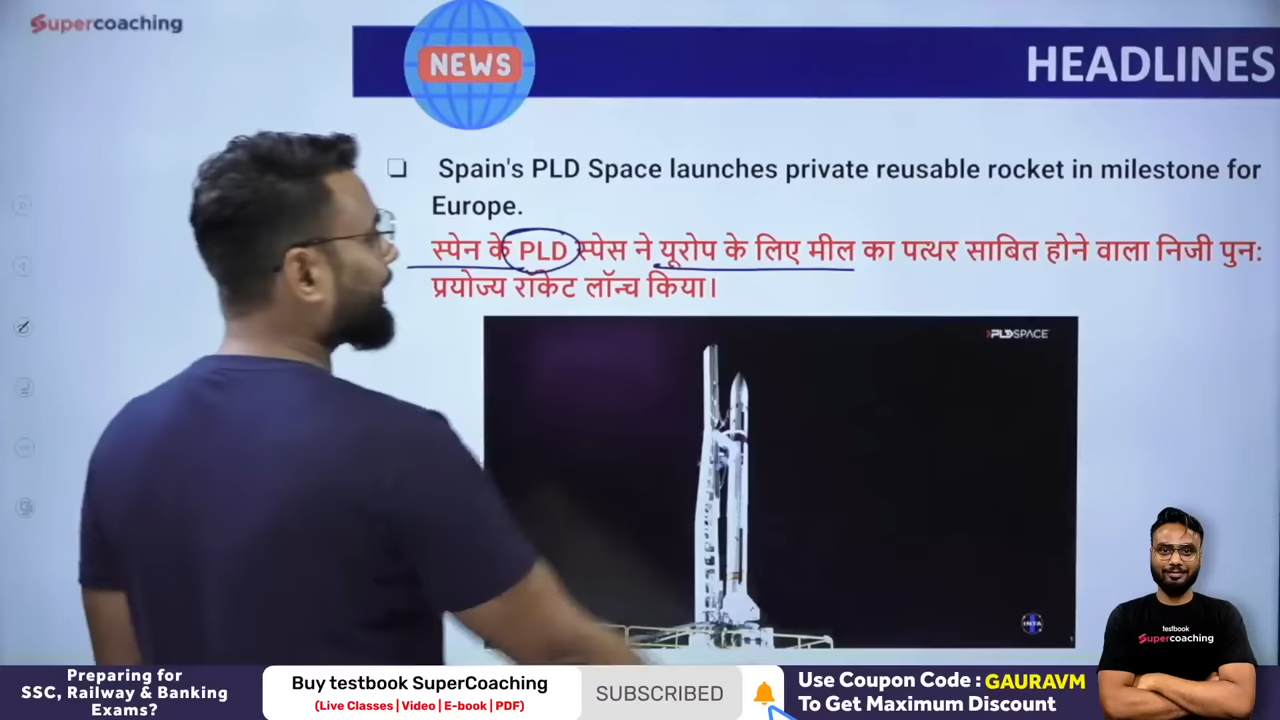 Supercoaching
NEWS
HEADLINES
❑ Spain's PLD Space launches private reusable rocket in milestone for
Europe.
स्पेन के PLD स्पेस ने यूरोप के लिए मील का पत्थर साबित होने वाला निजी पुन:
प्रयोज्य राकेट लॉन्च किया।
PLDSPACE
INTA
testbook
Supercoaching
Preparing for
SSC, Railway & Banking
Exams?
Buy testbook SuperCoaching
(Live Classes | Video | E-book | PDF)
SUBSCRIBED
Use Coupon Code : GAURAVM
To Get Maximum Discount